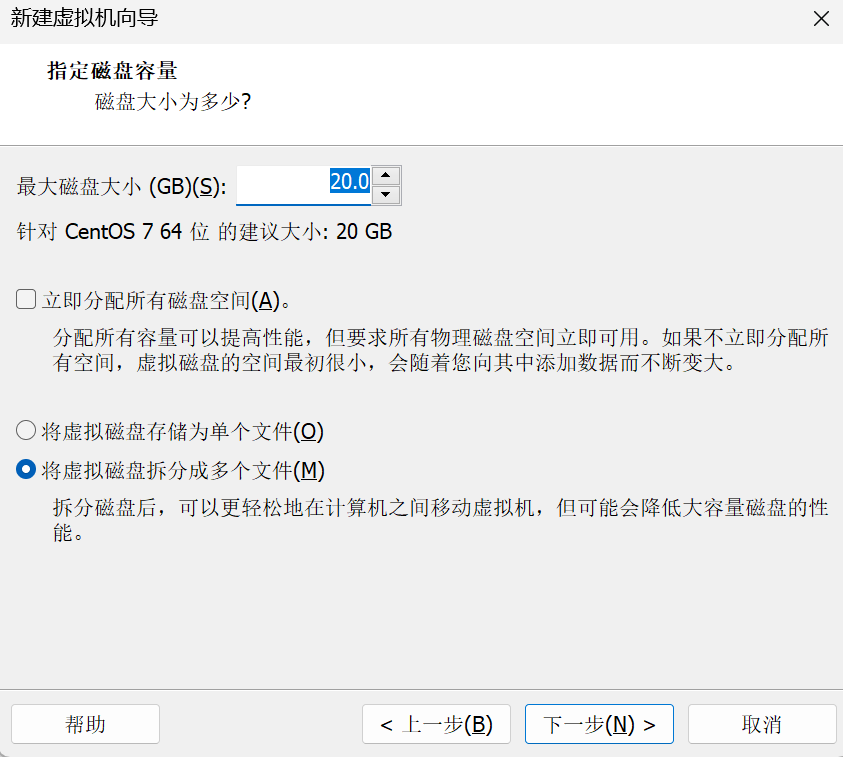 新建虚拟机向导
指定磁盘容量
磁盘大小为多少?
最大磁盘大小 (GB)(S): 20.0
针对 CentOS 7 64 位 的建议大小: 20 GB
立即分配所有磁盘空间(A)。
分配所有容量可以提高性能，但要求所有物理磁盘空间立即可用。如果不立即分配所
有空间，虚拟磁盘的空间最初很小，会随着您向其中添加数据而不断变大。
将虚拟磁盘存储为单个文件(O)
将虚拟磁盘拆分成多个文件(M)
拆分磁盘后，可以更轻松地在计算机之间移动虚拟机，但可能会降低大容量磁盘的性
能。
帮助 < 上一步(B) 下一步(N) > 取消